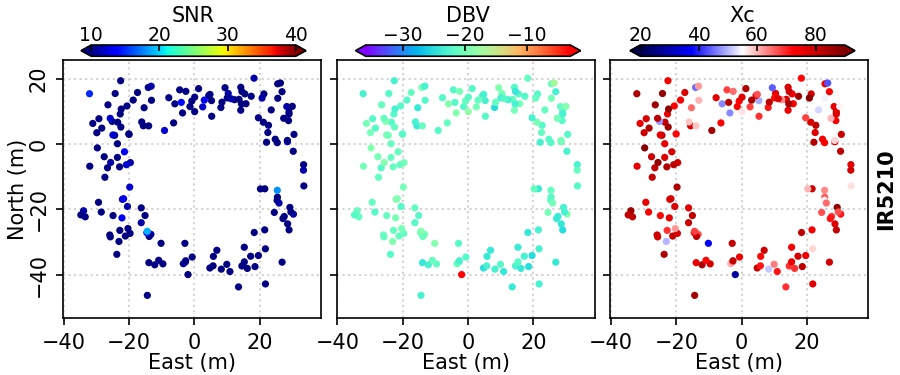 SNR DBV Xc
10 20 30 40 −30 −20 −10 20 40 60 80
20
0
−20
−40
North (m)
IR5210
−40 −20 0 20 −40 −20 0 20 −40 −20 0 20
East (m) East (m) East (m)